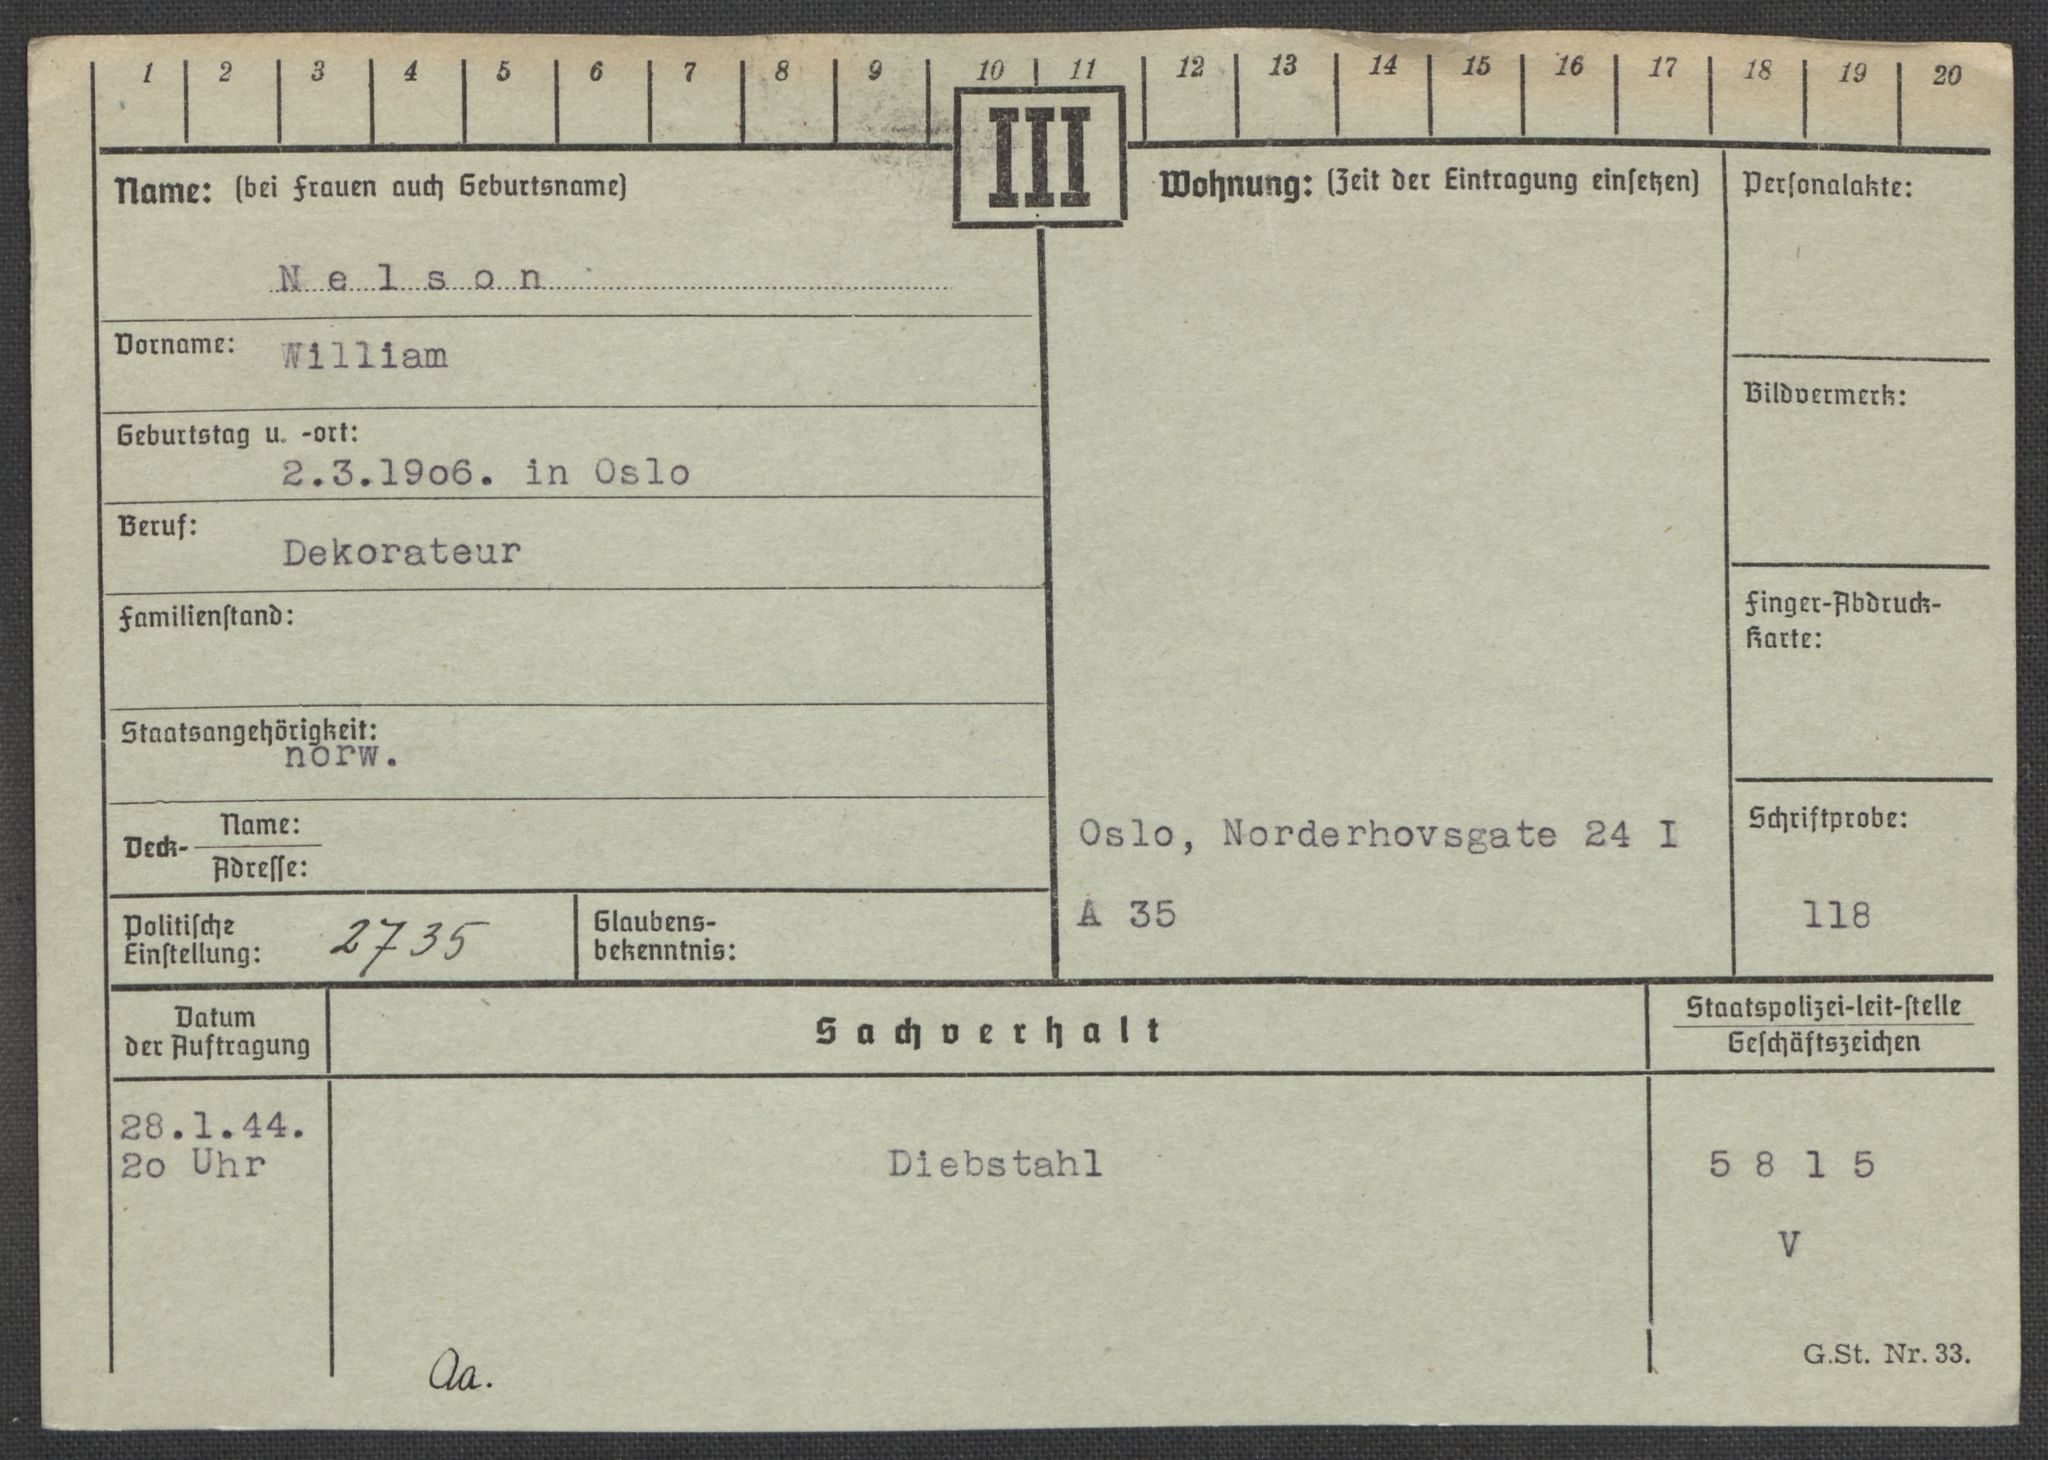 1 2 3 4 5 6 7 8 9 10 11 12 13 14 15 16 17 18 19 20
III
Name: (bei Frauen auch Geburtsname)
Nelson
Vorname: William
Geburtstag u. -ort:
2.3.19o6. in Oslo
Beruf:
Dekorateur
Familienſtand:
Staatsangehörigkeit:
norw.
Deck- Name:
Adreſſe:
Politiſche
Einſtellung: 2735
Glaubens-
bekenntnis:
Wohnung: (Zeit der Eintragung einſetzen)
Oslo, Norderhovsgate 24 I
A 35
Perſonalakte:
Bildvermerk:
Finger-Abdruck-
Karte:
Schriftprobe:
118
Datum
der Auftragung
Sachverhalt
Staatspolizei-leit-ſtelle
Geſchäftszeichen
28.1.44.
2o Uhr Diebstahl 5 8 1 5
V
Aa.
G.St. Nr. 33.